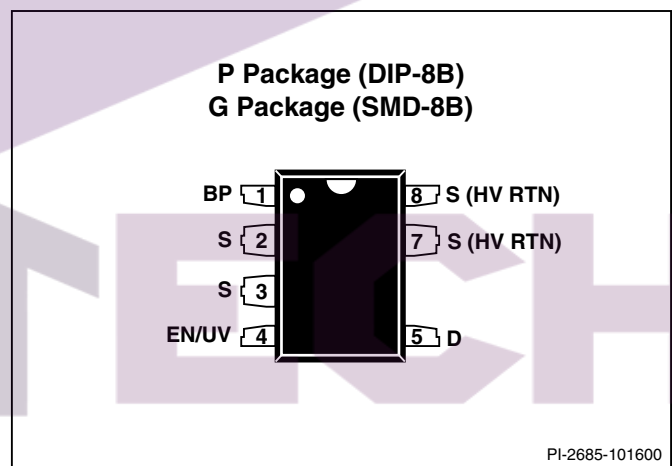 P Package (DIP-8B)
G Package (SMD-8B)
BP 1
8 S (HV RTN)
S 2
7 S (HV RTN)
S 3
EN/UV 4
5 D
TECH
PI-2685-101600